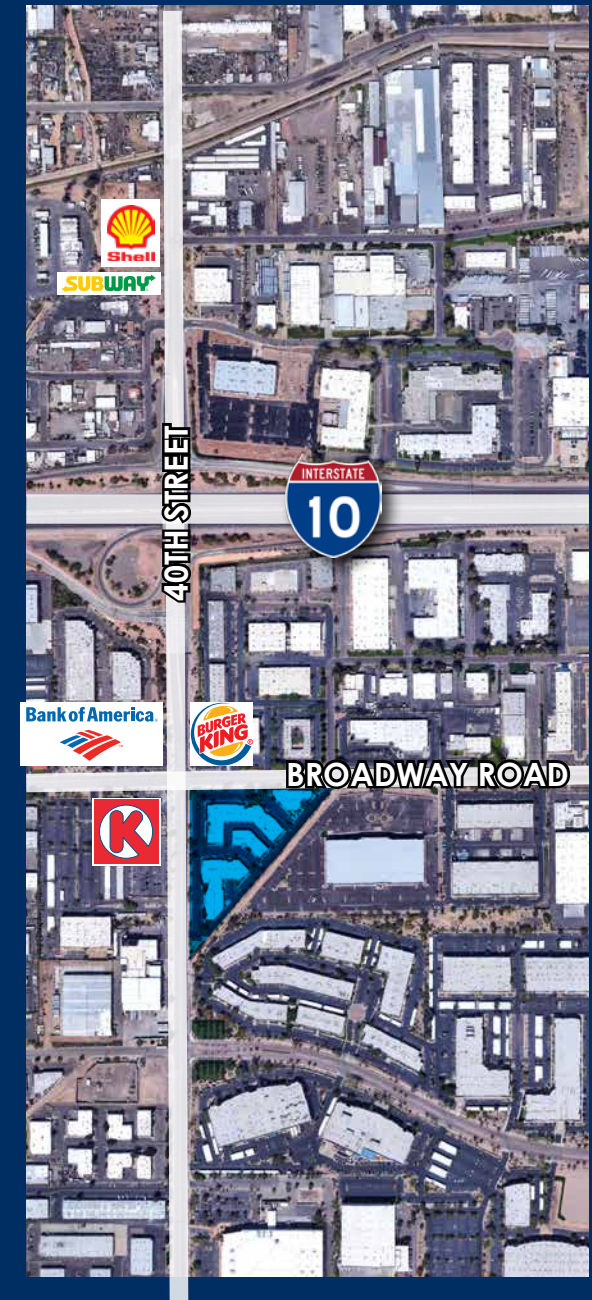 Shell
SUBWAY
40TH STREET
INTERSTATE
10
Bank of America.
BURGER
KING®
BROADWAY ROAD
K